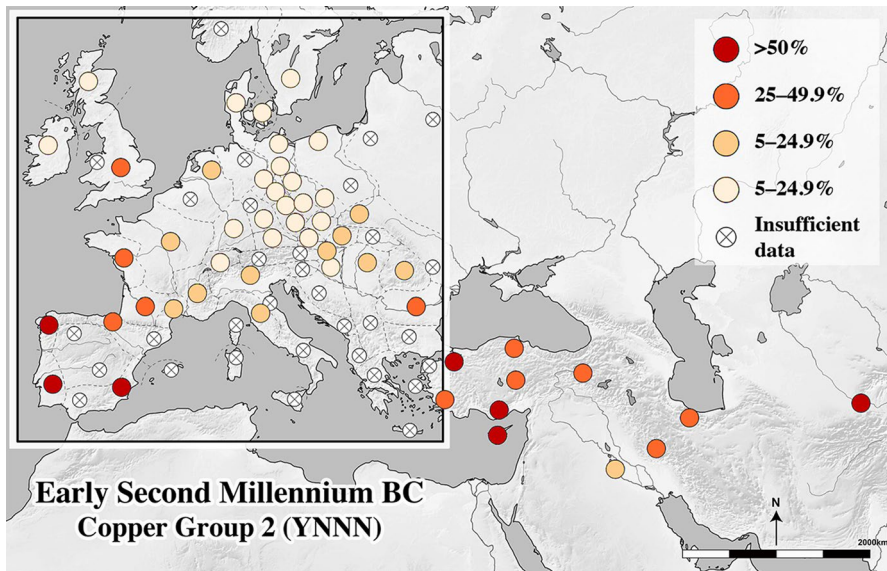 >50%
25–49.9%
5–24.9%
5–24.9%
Insufficient
data
Early Second Millennium BC
Copper Group 2 (YNNN)
N
0
2000km